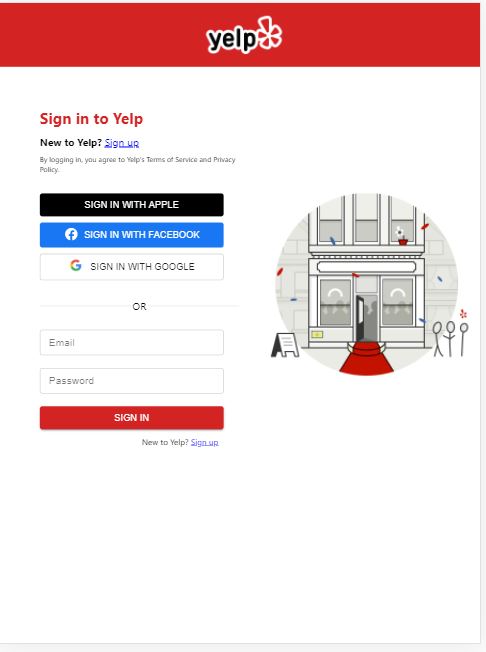 yelp
Sign in to Yelp
New to Yelp? Sign up
By logging in, you agree to Yelp's Terms of Service and Privacy
Policy.
SIGN IN WITH APPLE
SIGN IN WITH FACEBOOK
SIGN IN WITH GOOGLE
OR
Email
Password
SIGN IN
New to Yelp? Sign up